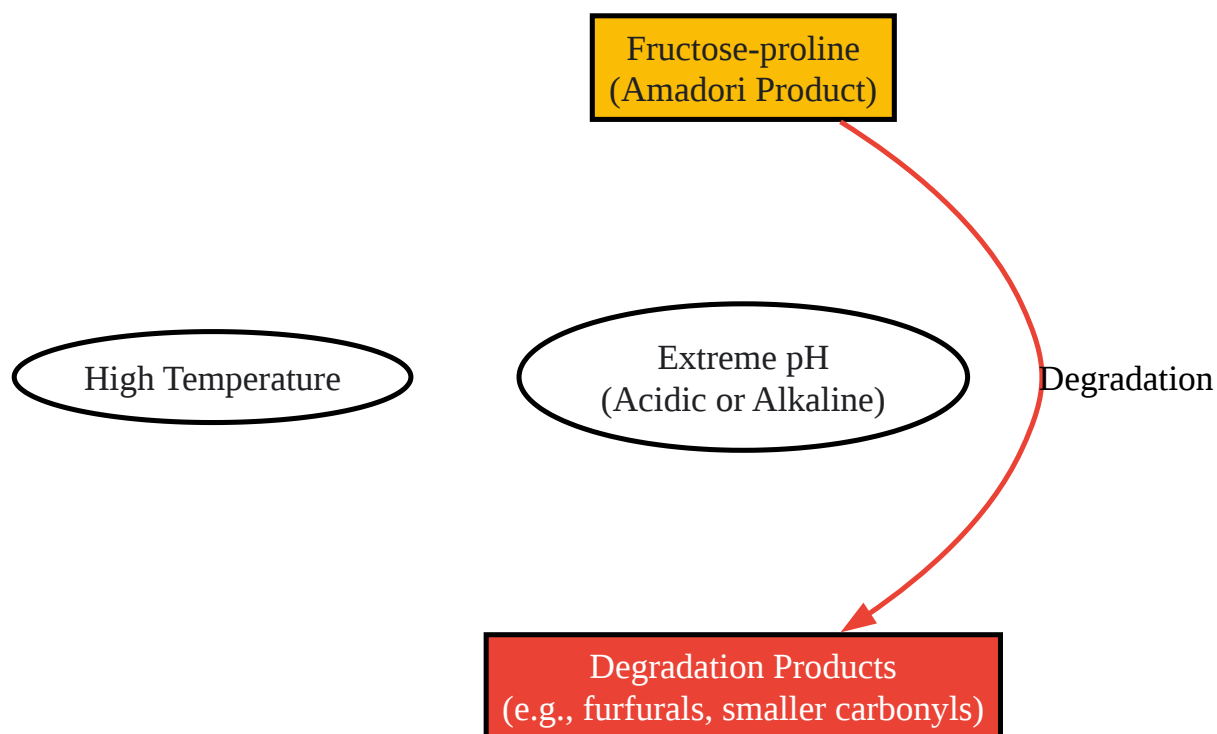 Fructose-proline
(Amadori Product)
High Temperature
Extreme pH
(Acidic or Alkaline)
Degradation
Degradation Products
(e.g., furfurals, smaller carbonyls)